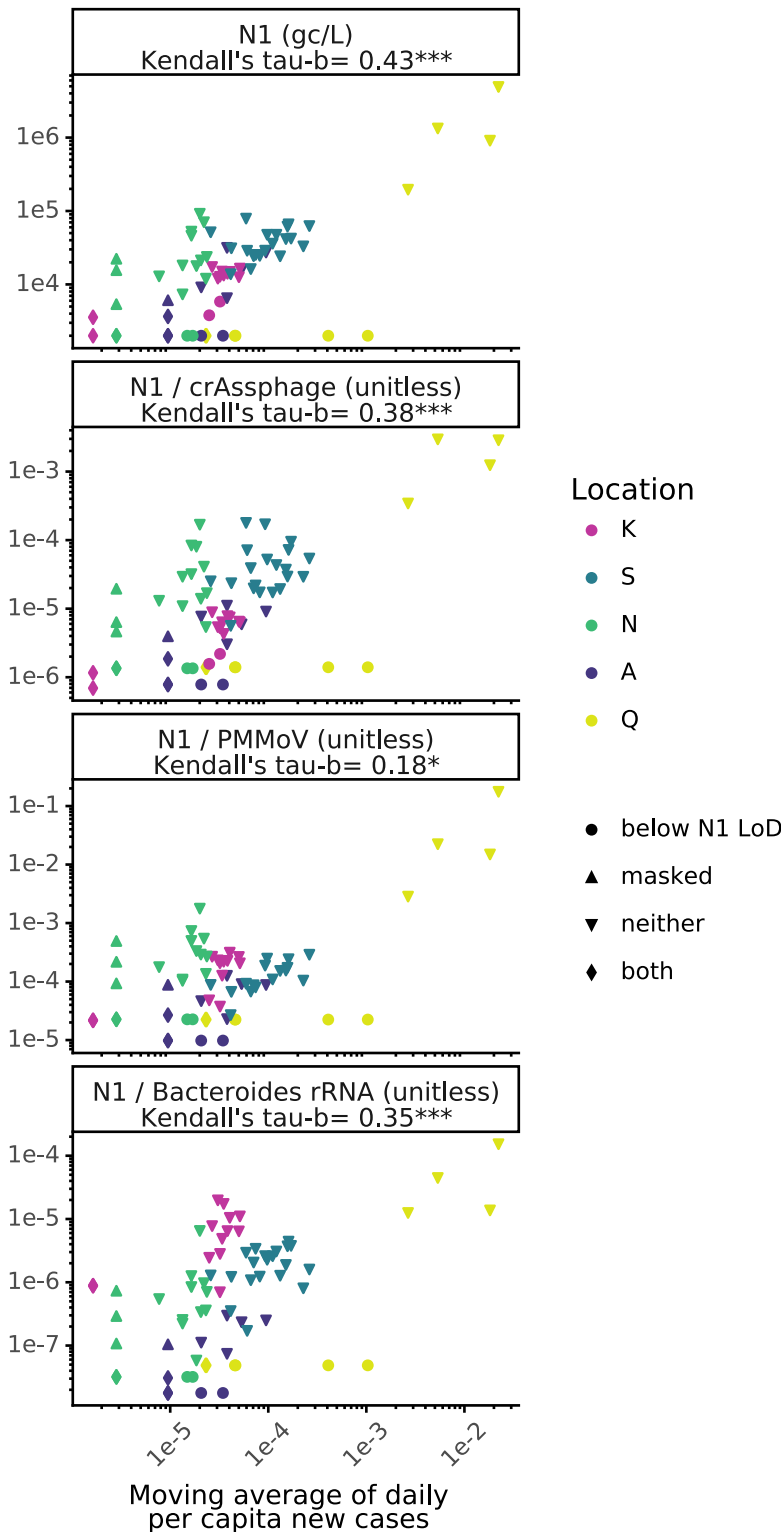 N1 (gc/L)
Kendall's tau-b= 0.43***
1e6
1e5
1e4
N1 / crAssphage (unitless)
Kendall's tau-b= 0.38***
1e-3
1e-4
1e-5
1e-6
N1 / PMMoV (unitless)
Kendall's tau-b= 0.18*
1e-1
1e-2
1e-3
1e-4
1e-5
N1 / Bacteroides rRNA (unitless)
Kendall's tau-b= 0.35***
1e-4
1e-5
1e-6
1e-7
1e-5
1e-4
1e-3
1e-2
Moving average of daily
per capita new cases
Location
K
S
N
A
Q
below N1 LoD
masked
neither
both